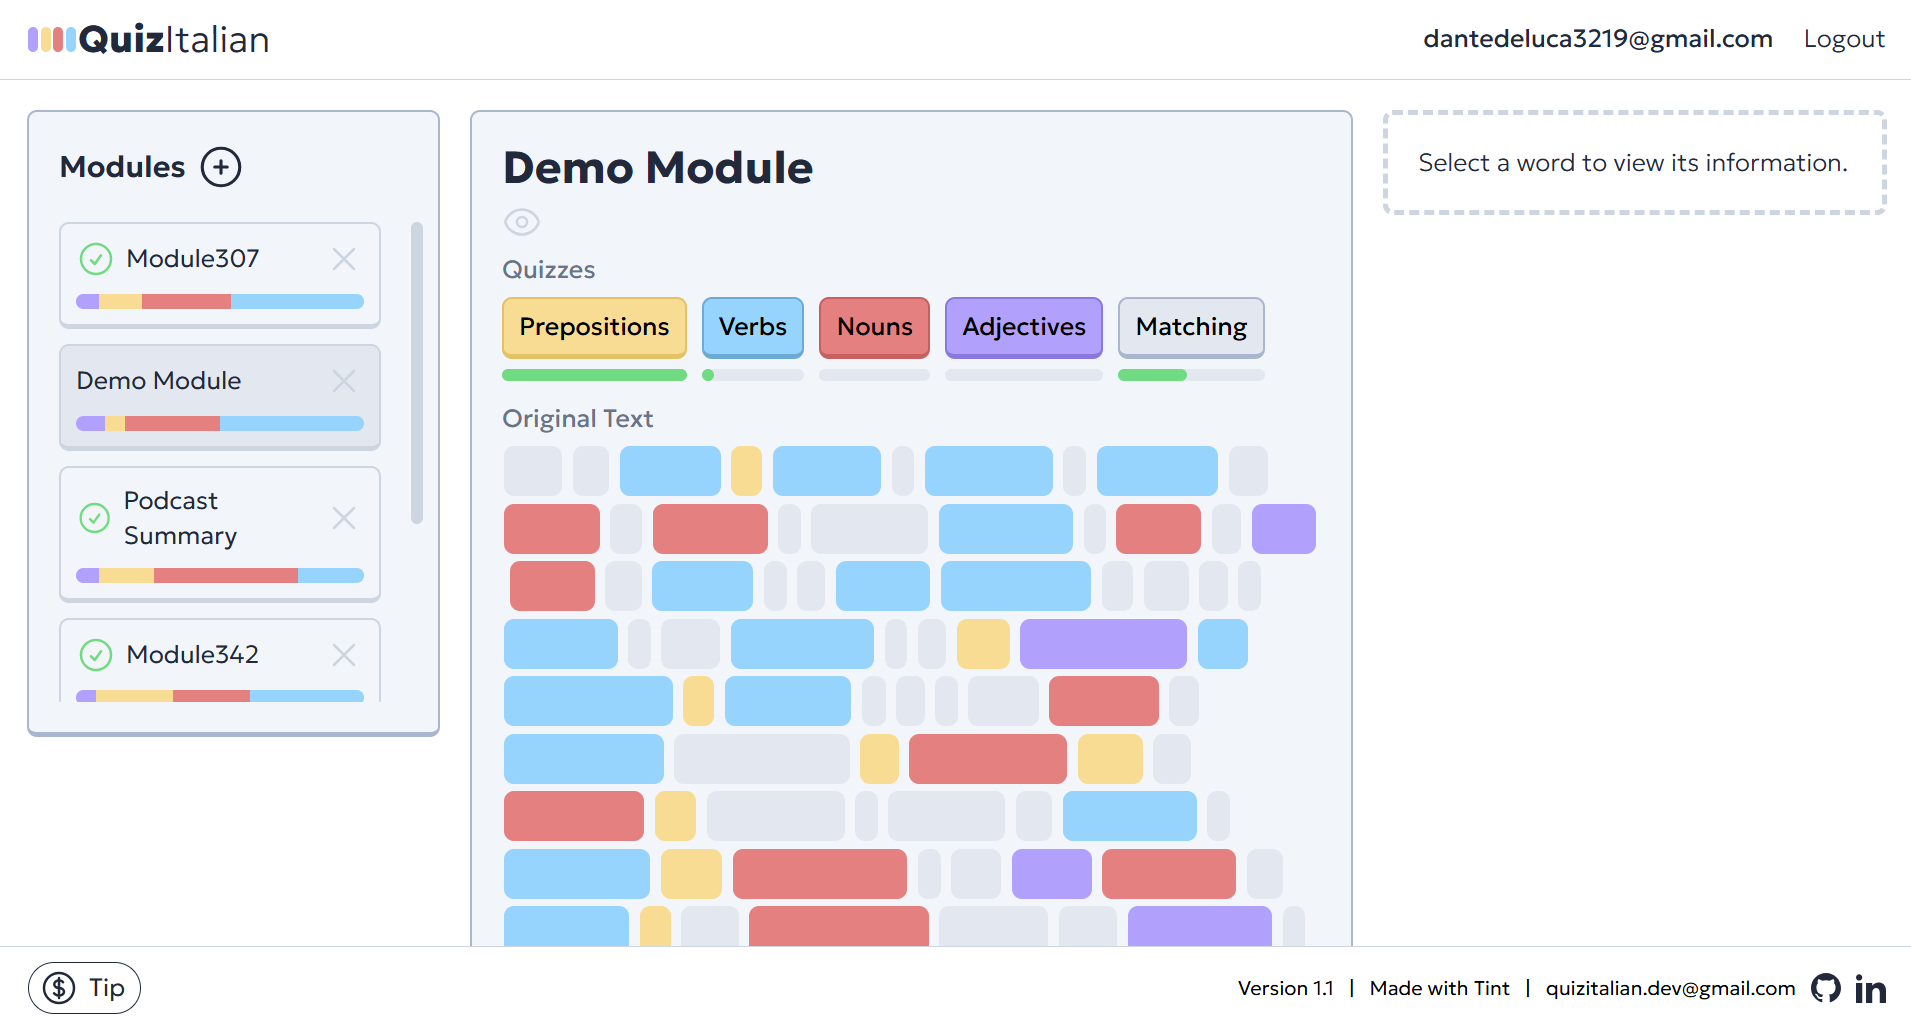 QuizItalian
dantedeluca3219@gmail.com
Logout
Modules
Module307
Demo Module
Podcast
Summary
Module342
Demo Module
Quizzes
Prepositions
Verbs
Nouns
Adjectives
Matching
Original Text
Select a word to view its information.
Tip
Version 1.1 | Made with Tint | quizitalian.dev@gmail.com